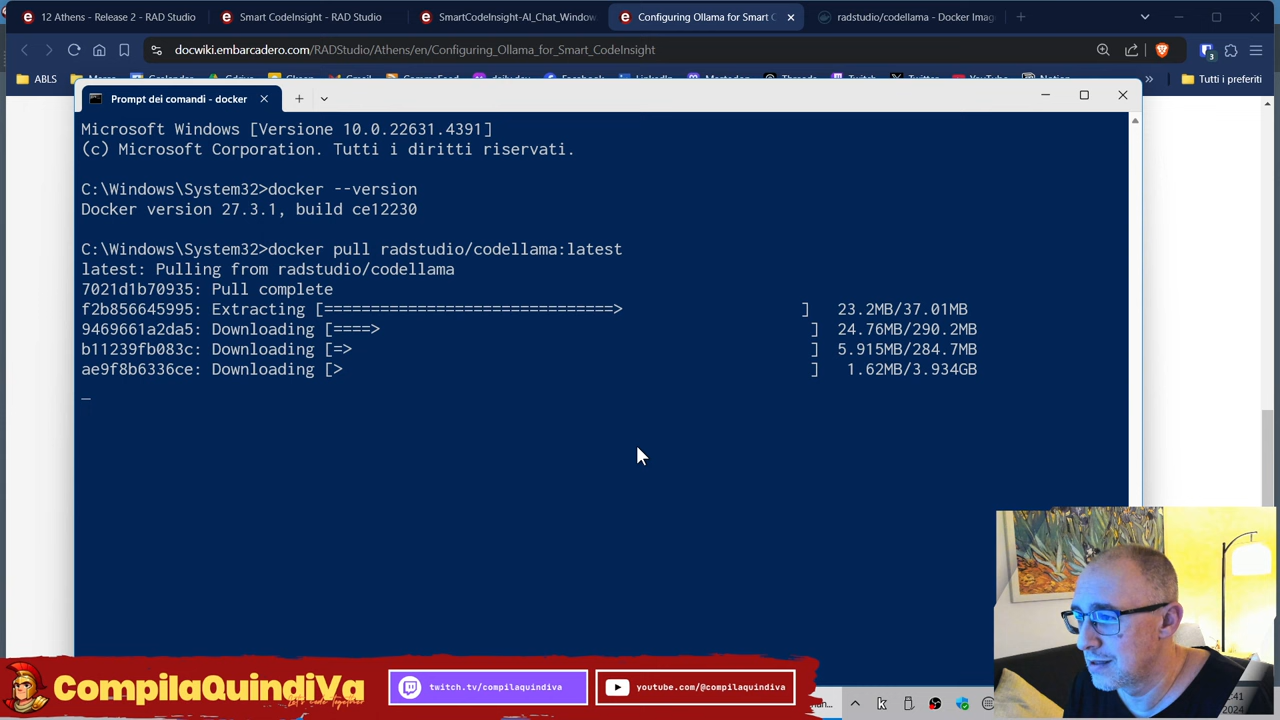 12 Athens - Release 2 - RAD Studio
Smart CodeInsight - RAD Studio
SmartCodeInsight-AI_Chat_Window
Configuring Ollama for Smart C
radstudio/codellama - Docker Imag
docwiki.embarcadero.com/RADStudio/Athens/en/Configuring_Ollama_for_Smart_CodeInsight
3
ABLS
Tutti i preferiti
Prompt dei comandi - docker
Microsoft Windows [Versione 10.0.22631.4391]
(c) Microsoft Corporation. Tutti i diritti riservati.
C:\Windows\System32>docker --version
Docker version 27.3.1, build ce12230
C:\Windows\System32>docker pull radstudio/codellama:latest
latest: Pulling from radstudio/codellama
7021d1b70935: Pull complete
f2b856645995: Extracting [===============================> ] 23.2MB/37.01MB
9469661a2da5: Downloading [====> ] 24.76MB/290.2MB
b11239fb083c: Downloading [=> ] 5.915MB/284.7MB
ae9f8b6336ce: Downloading [> ] 1.62MB/3.934GB
_
CompilaQuindiVa
Let's code Together
twitch.tv/compilaquindiva
youtube.com/@compilaquindiva